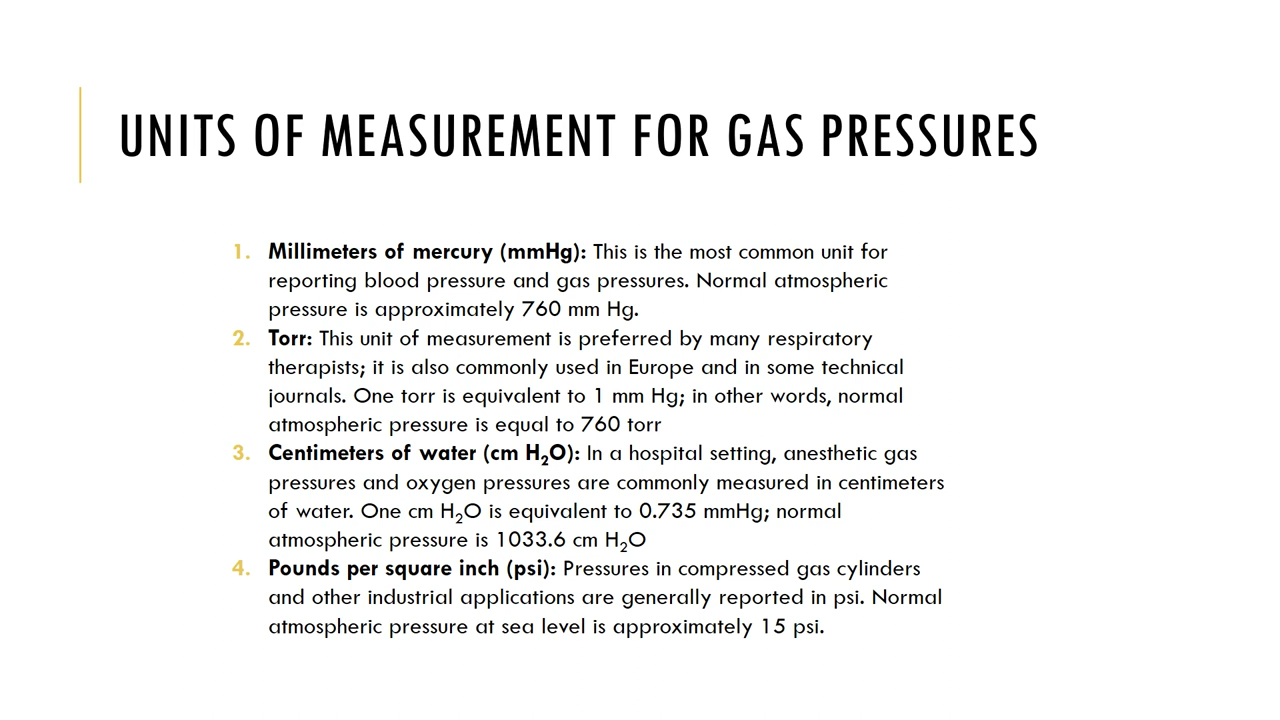 UNITS OF MEASUREMENT FOR GAS PRESSURES
1. Millimeters of mercury (mmHg): This is the most common unit for
reporting blood pressure and gas pressures. Normal atmospheric
pressure is approximately 760 mm Hg.
2. Torr: This unit of measurement is preferred by many respiratory
therapists; it is also commonly used in Europe and in some technical
journals. One torr is equivalent to 1 mm Hg; in other words, normal
atmospheric pressure is equal to 760 torr
3. Centimeters of water (cm H₂O): In a hospital setting, anesthetic gas
pressures and oxygen pressures are commonly measured in centimeters
of water. One cm H₂O is equivalent to 0.735 mmHg; normal
atmospheric pressure is 1033.6 cm H₂O
4. Pounds per square inch (psi): Pressures in compressed gas cylinders
and other industrial applications are generally reported in psi. Normal
atmospheric pressure at sea level is approximately 15 psi.